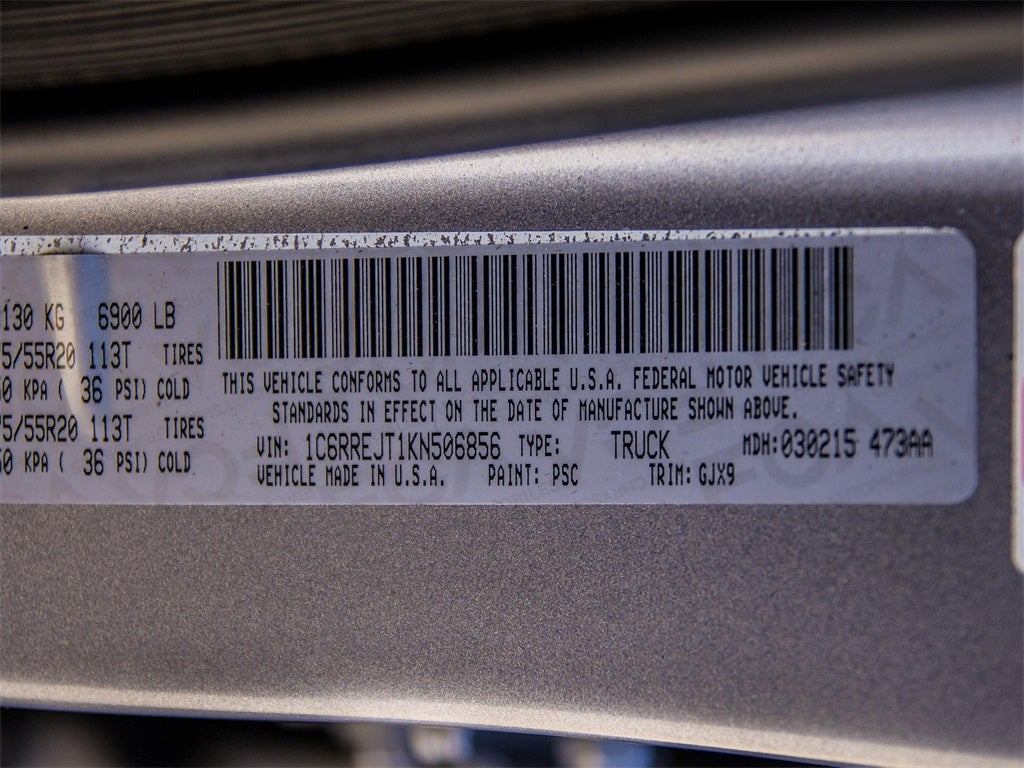 130 KG 6900 LB
5/55R20 113T TIRES
0 KPA ( 36 PSI) COLD
5/55R20 113T TIRES
0 KPA ( 36 PSI) COLD
THIS VEHICLE CONFORMS TO ALL APPLICABLE U.S.A. FEDERAL MOTOR VEHICLE SAFETY
STANDARDS IN EFFECT ON THE DATE OF MANUFACTURE SHOWN ABOVE.
VIN: 1C6RREJT1KN506856 TYPE: TRUCK MDH: 030215 473AA
VEHICLE MADE IN U.S.A. PAINT: PSC TRIM: GJX9